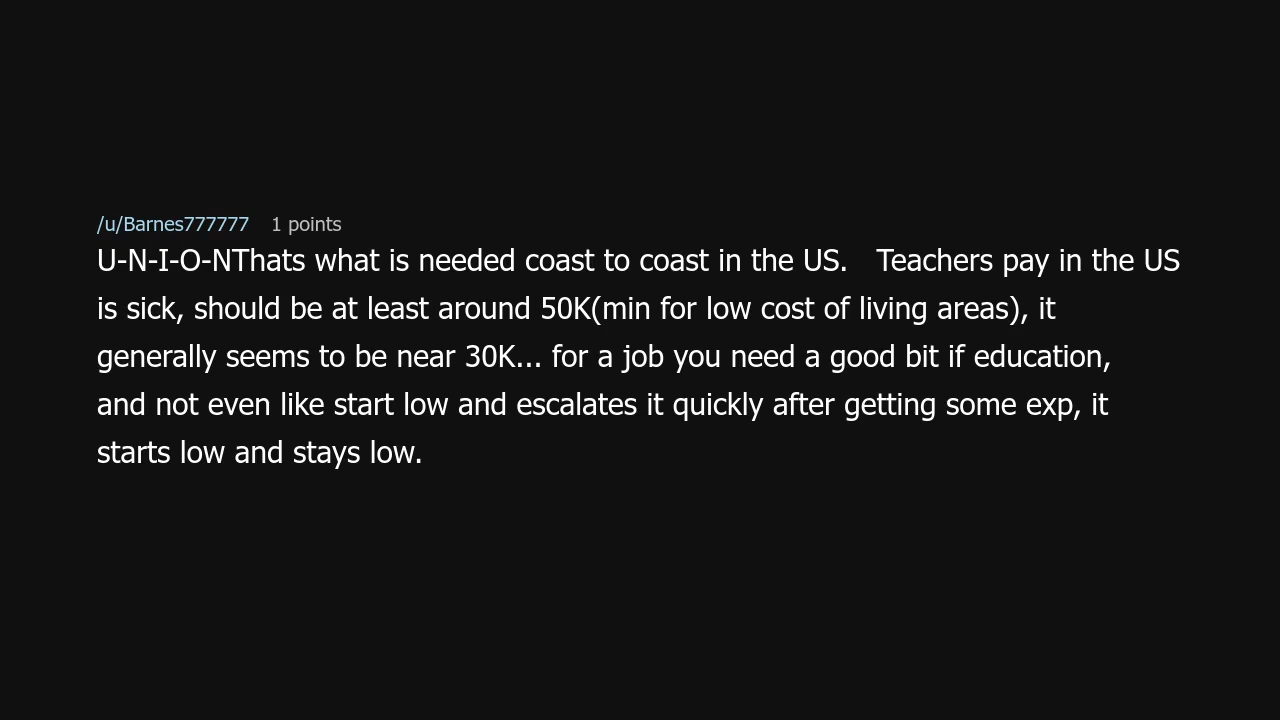 /u/Barnes777777 1 points
U-N-I-O-NThats what is needed coast to coast in the US.   Teachers pay in the US
is sick, should be at least around 50K(min for low cost of living areas), it
generally seems to be near 30K... for a job you need a good bit if education,
and not even like start low and escalates it quickly after getting some exp, it
starts low and stays low.